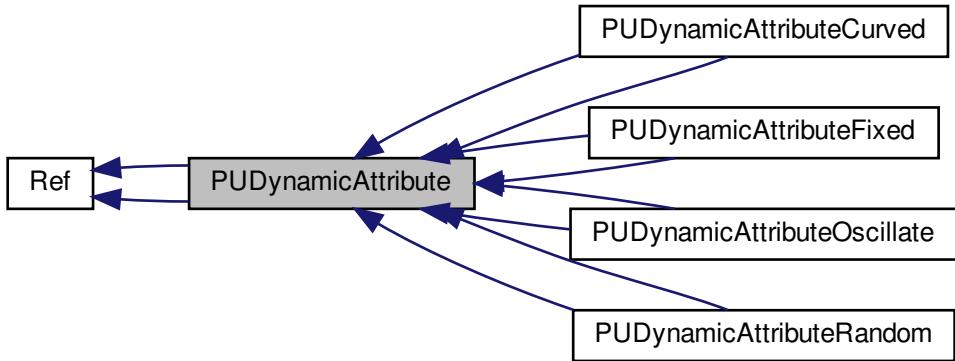 PUDynamicAttributeCurved
PUDynamicAttributeFixed
Ref
PUDynamicAttribute
PUDynamicAttributeOscillate
PUDynamicAttributeRandom